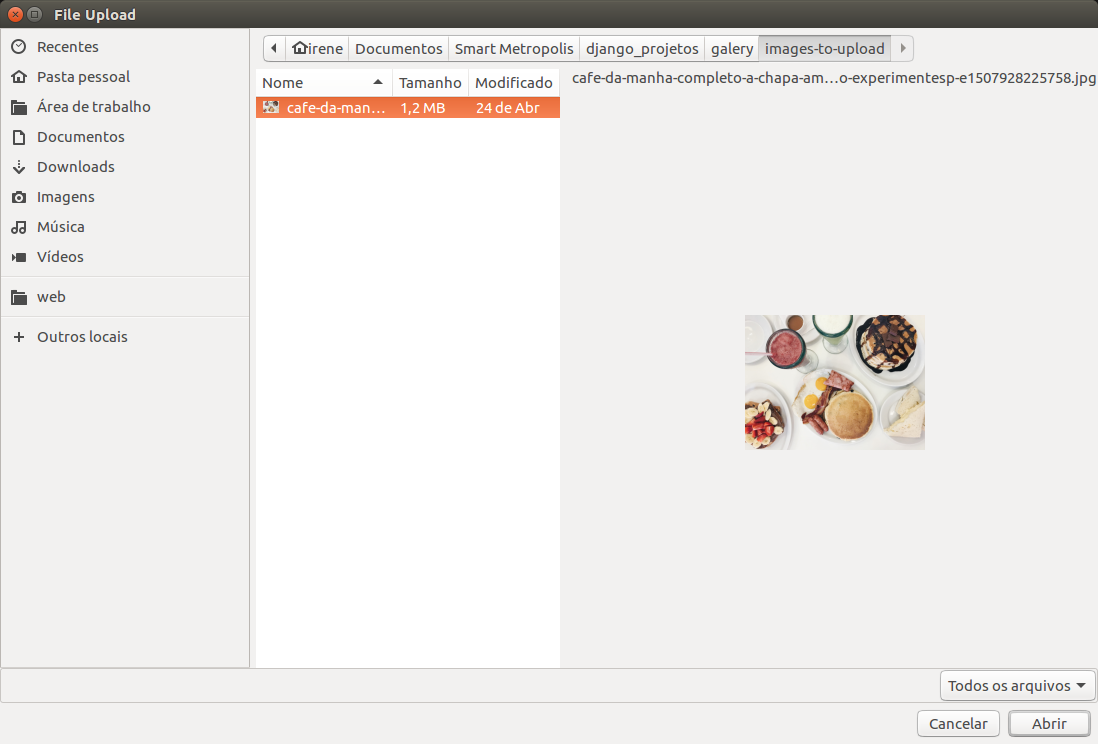 File Upload
Recentes
Pasta pessoal
Área de trabalho
Documentos
Downloads
Imagens
Música
Vídeos
web
Outros locais
irene Documentos Smart Metropolis django_projetos galery images-to-upload
Nome Tamanho Modificado
cafe-da-man... 1,2 MB 24 de Abr
cafe-da-manha-completo-a-chapa-am...o-experimentesp-e1507928225758.jpg
Todos os arquivos
Cancelar Abrir